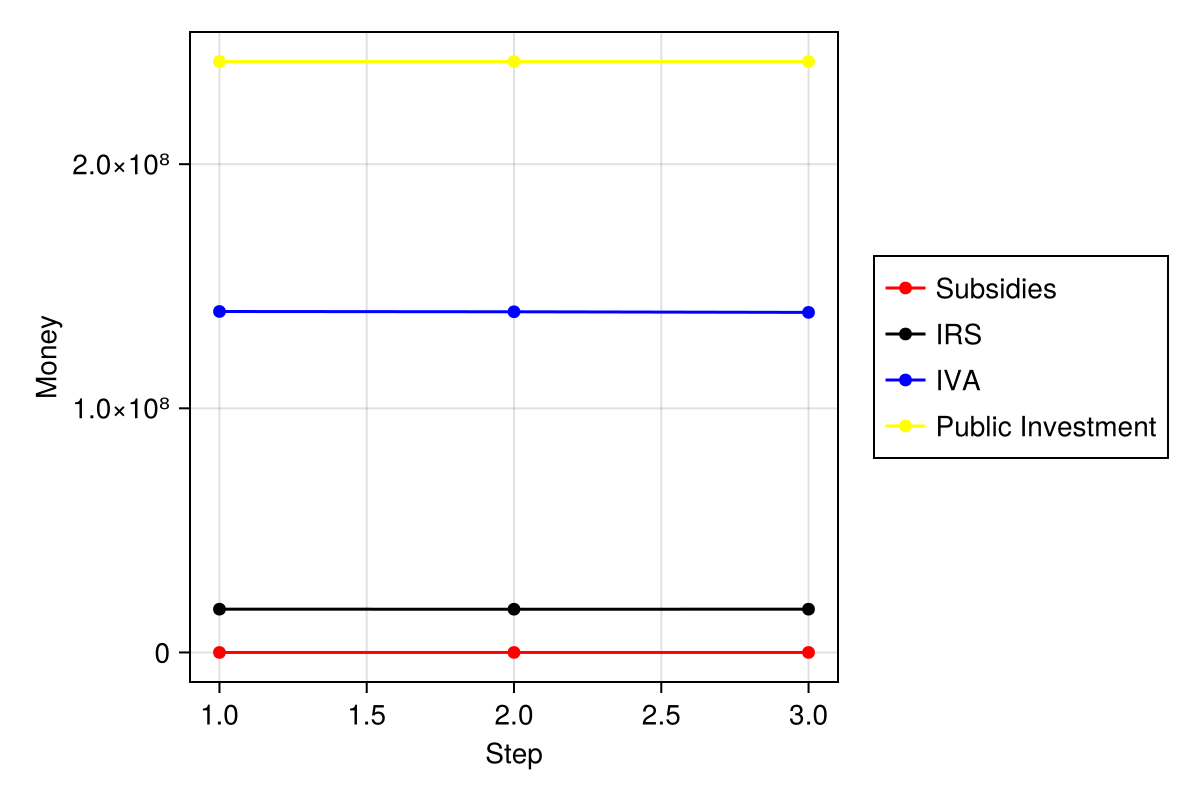 2.0×10⁸
1.0×10⁸
0
Money
1.0 1.5 2.0 2.5 3.0
Step
Subsidies
IRS
IVA
Public Investment